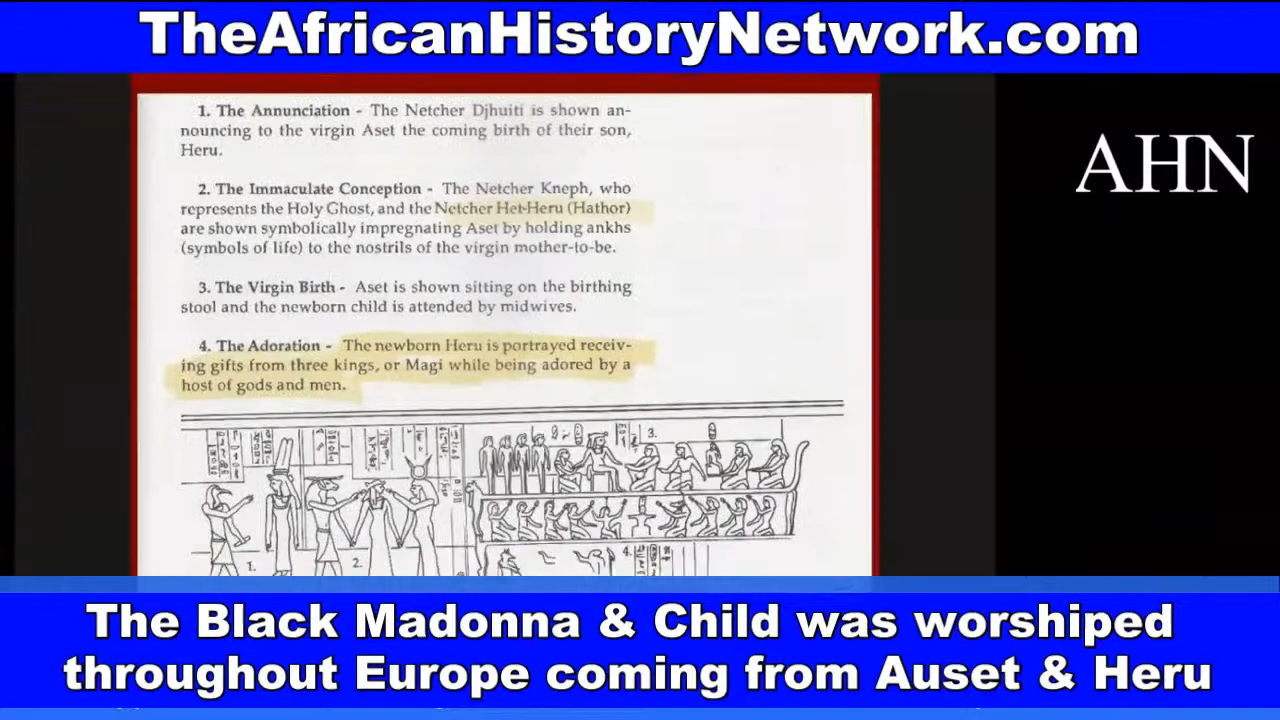 TheAfricanHistoryNetwork.com
AHN
1. The Annunciation - The Netcher Djhuiti is shown an-
nouncing to the virgin Aset the coming birth of their son,
Heru.
2. The Immaculate Conception - The Netcher Kneph, who
represents the Holy Ghost, and the Netcher Het-Heru (Hathor)
are shown symbolically impregnating Aset by holding ankhs
(symbols of life) to the nostrils of the virgin mother-to-be.
3. The Virgin Birth - Aset is shown sitting on the birthing
stool and the newborn child is attended by midwives.
4. The Adoration - The newborn Heru is portrayed receiv-
ing gifts from three kings, or Magi while being adored by a
host of gods and men.
3.
4.
1.
2.
The Black Madonna & Child was worshiped
throughout Europe coming from Auset & Heru